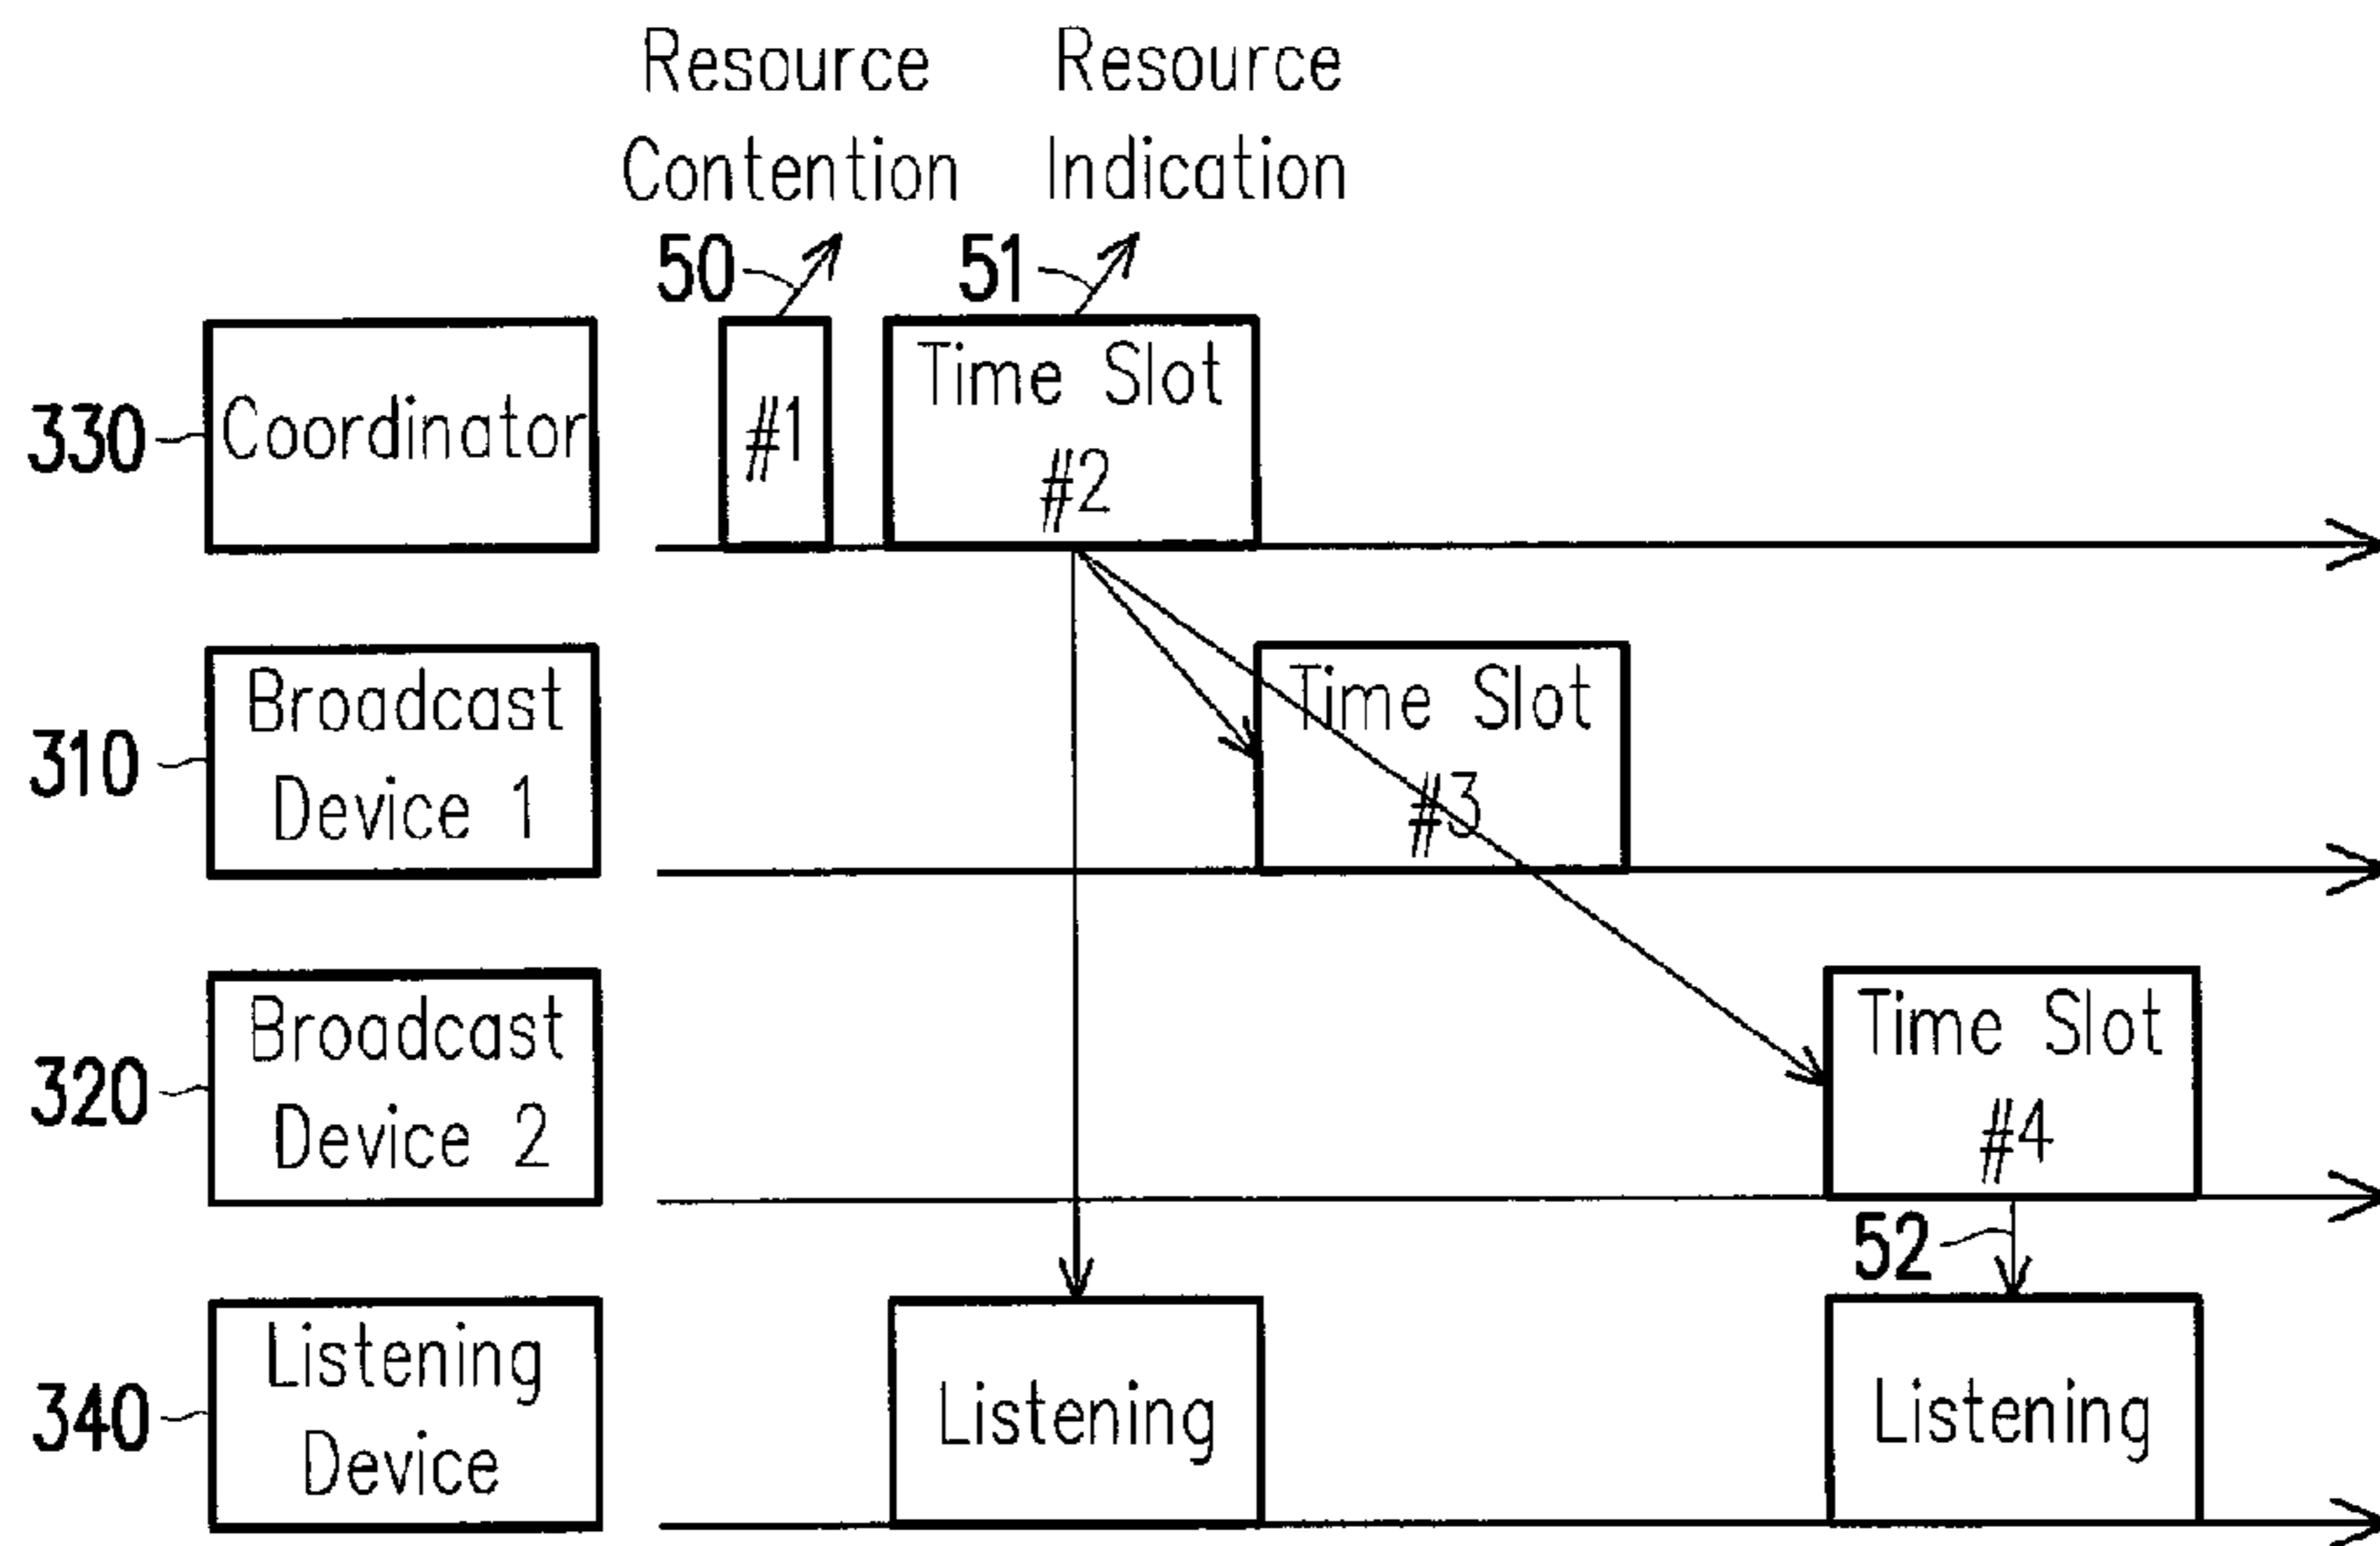 Resource Resource
Contention Indication
50 51
330 Coordinator #1 Time Slot
#2
310 Broadcast
Device 1 Time Slot
#3
320 Broadcast
Device 2 Time Slot
#4
52
340 Listening
Device Listening Listening